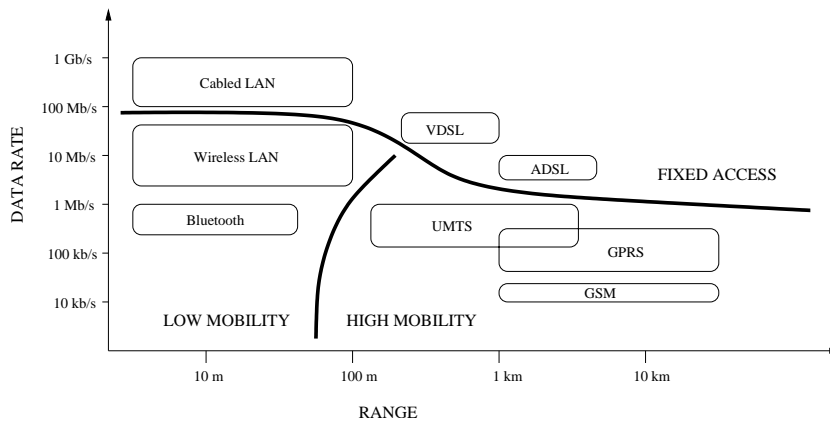 1 Gb/s
Cabled LAN
100 Mb/s
VDSL
10 Mb/s
Wireless LAN
ADSL
FIXED ACCESS
DATA RATE
1 Mb/s
Bluetooth
UMTS
100 kb/s
GPRS
10 kb/s
GSM
LOW MOBILITY
HIGH MOBILITY
10 m
100 m
1 km
10 km
RANGE